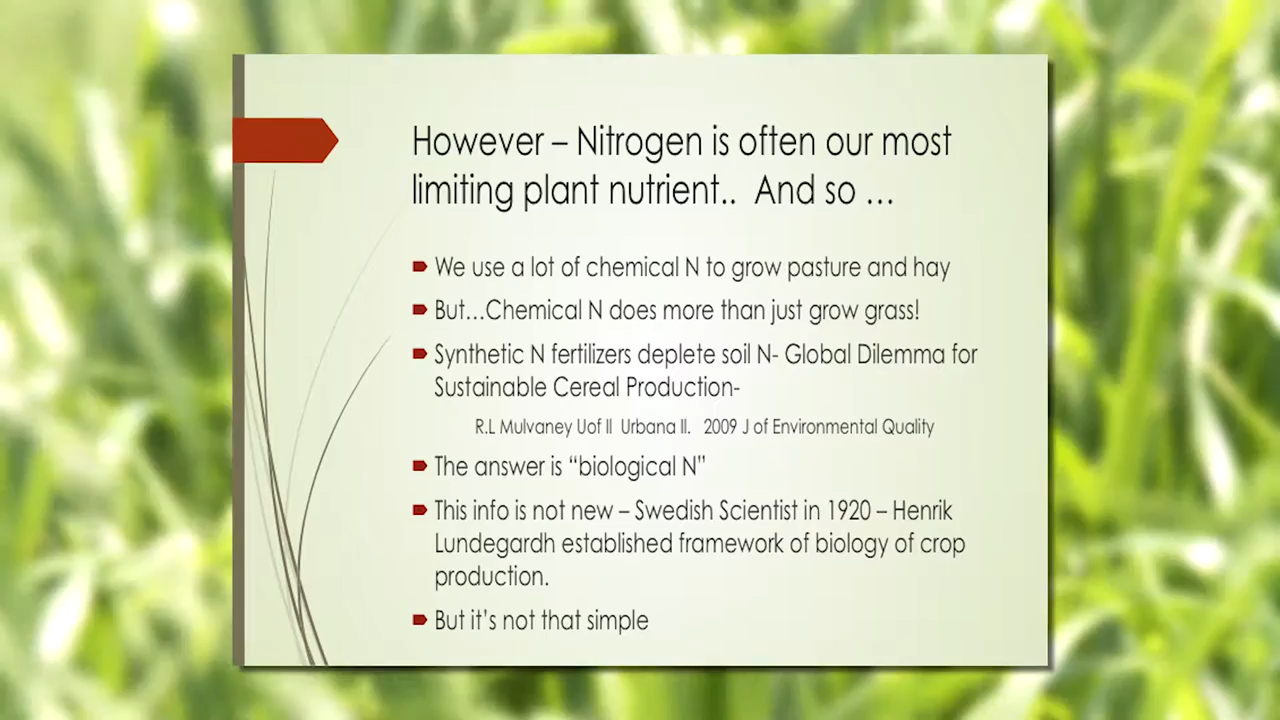 However – Nitrogen is often our most
limiting plant nutrient.. And so …
We use a lot of chemical N to grow pasture and hay
But…Chemical N does more than just grow grass!
Synthetic N fertilizers deplete soil N- Global Dilemma for
Sustainable Cereal Production-
R.L Mulvaney Uof Il Urbana Il. 2009 J of Environmental Quality
The answer is “biological N”
This info is not new – Swedish Scientist in 1920 – Henrik
Lundegardh established framework of biology of crop
production.
But it’s not that simple